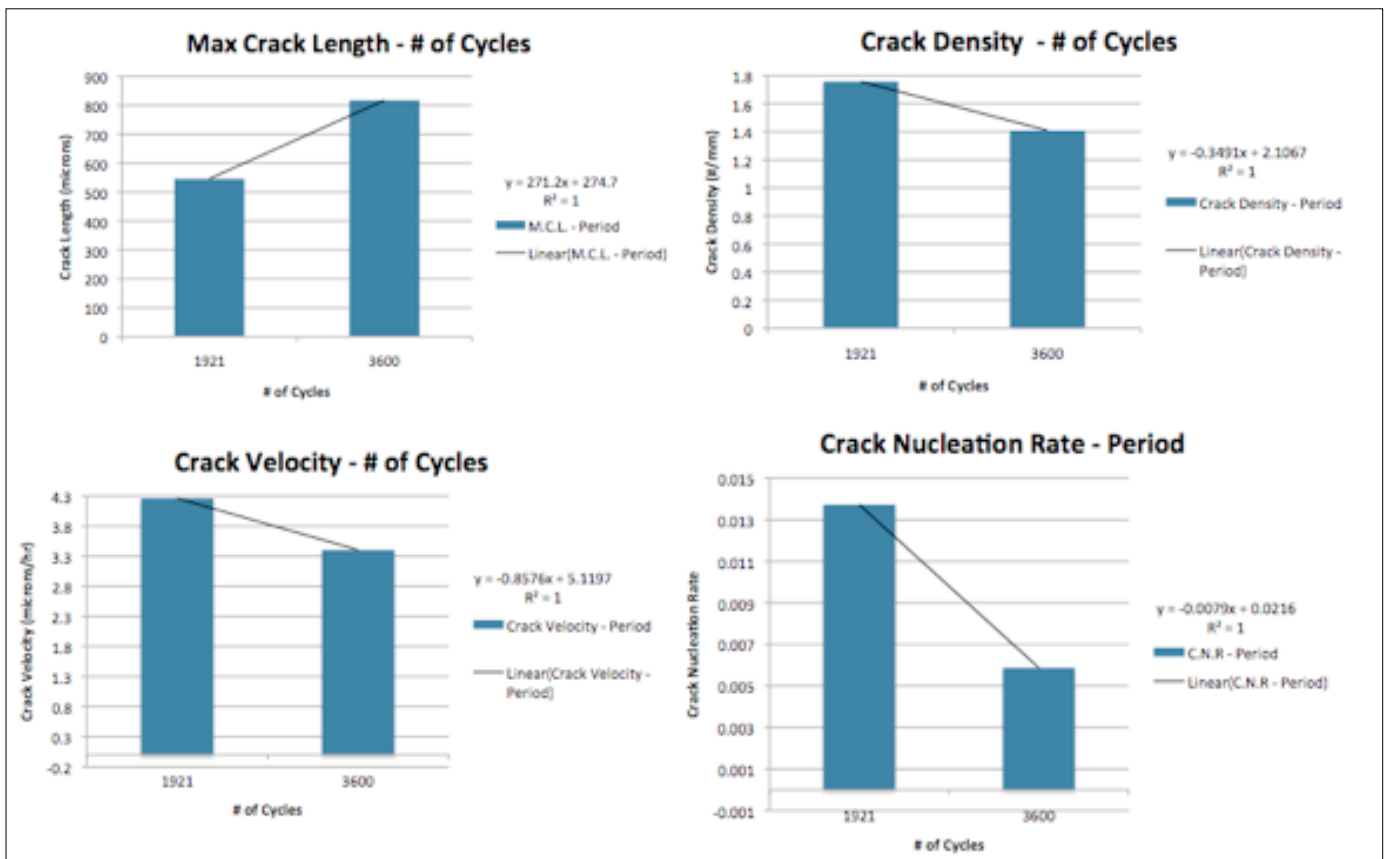 Max Crack Length - # of Cycles
900
800
700
600
500
400
300
200
100
0
Crack Length (microns)
1921
3600
# of Cycles
y = 271.2x + 274.7
R² = 1
M.C.L. - Period
Linear(M.C.L. - Period)
Crack Density - # of Cycles
1.8
1.6
1.4
1.2
1
0.8
0.6
0.4
0.2
0
Crack Density (#/mm)
1921
3600
# of Cycles
y = -0.3491x + 2.1067
R² = 1
Crack Density - Period
Linear(Crack Density -
Period)
Crack Velocity - # of Cycles
4.3
3.8
3.3
2.8
2.3
1.8
1.3
0.8
0.3
-0.2
Crack Velocity (microns/hr)
1921
3600
# of Cycles
y = -0.8576x + 5.1197
R² = 1
Crack Velocity - Period
Linear(Crack Velocity -
Period)
Crack Nucleation Rate - Period
0.015
0.013
0.011
0.009
0.007
0.005
0.003
0.001
-0.001
Crack Nucleation Rate
1921
3600
# of Cycles
y = -0.0079x + 0.0216
R² = 1
C.N.R - Period
Linear(C.N.R - Period)